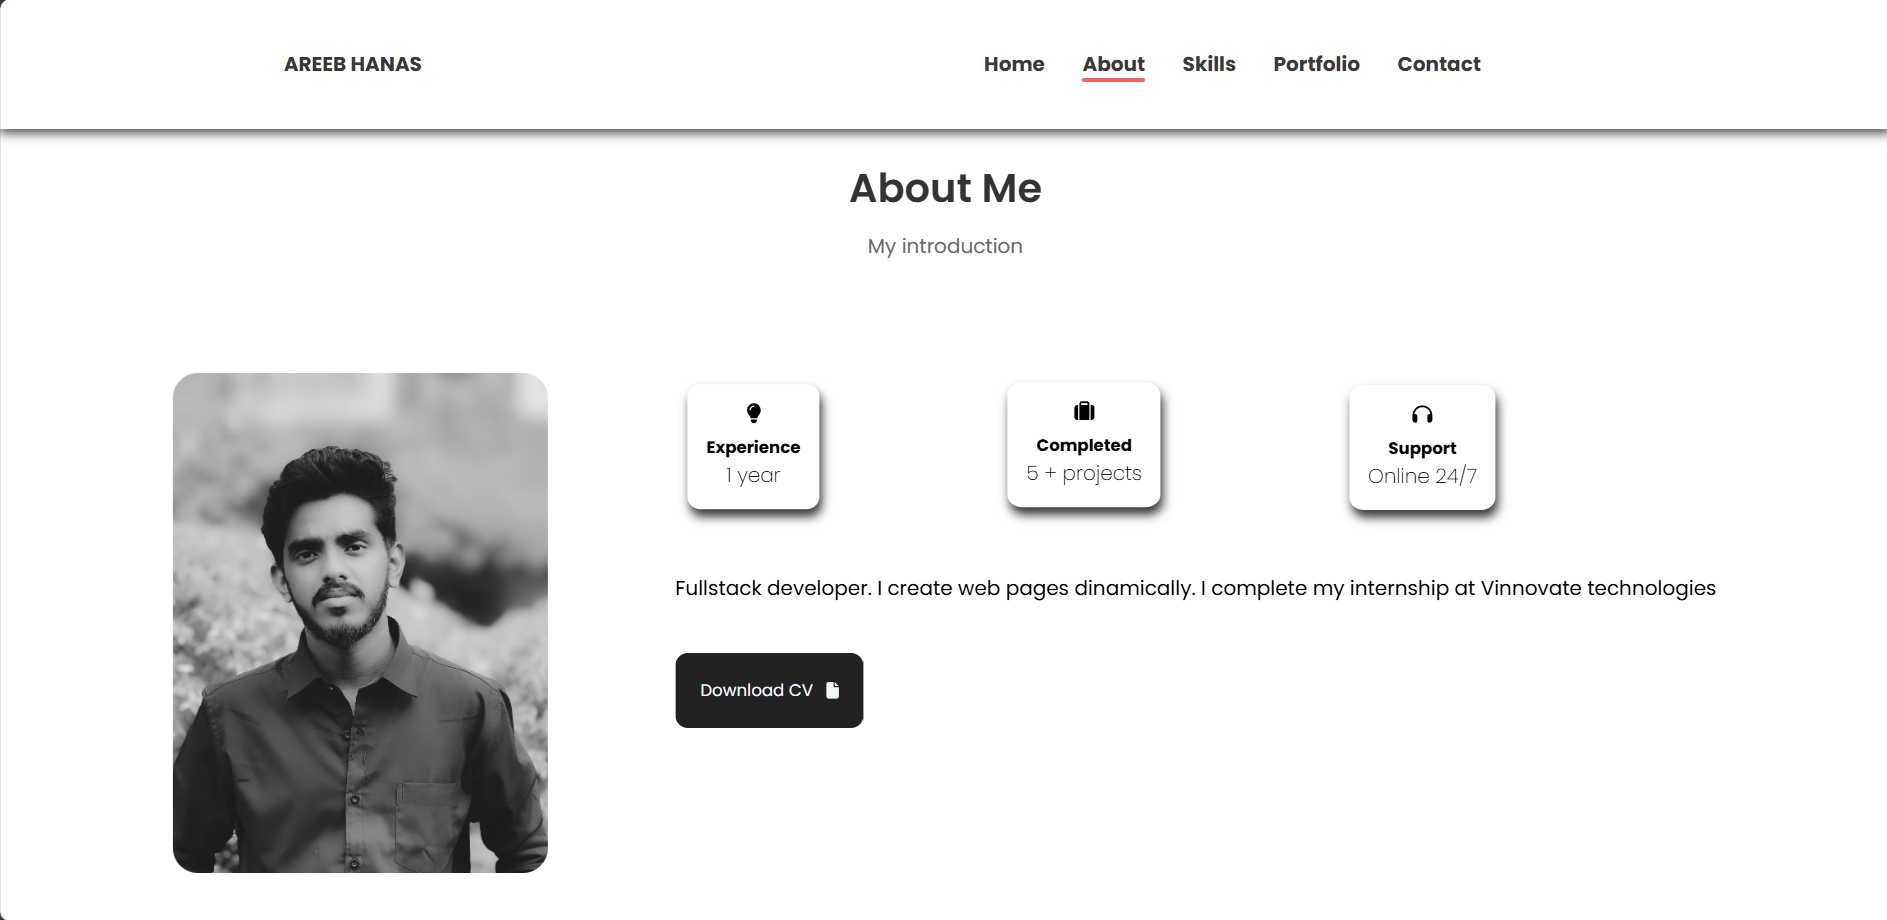 AREEB HANAS
Home About Skills Portfolio Contact
About Me
My introduction
Experience
1 year
Completed
5 + projects
Support
Online 24/7
Fullstack developer. I create web pages dinamically. I complete my internship at Vinnovate technologies
Download CV